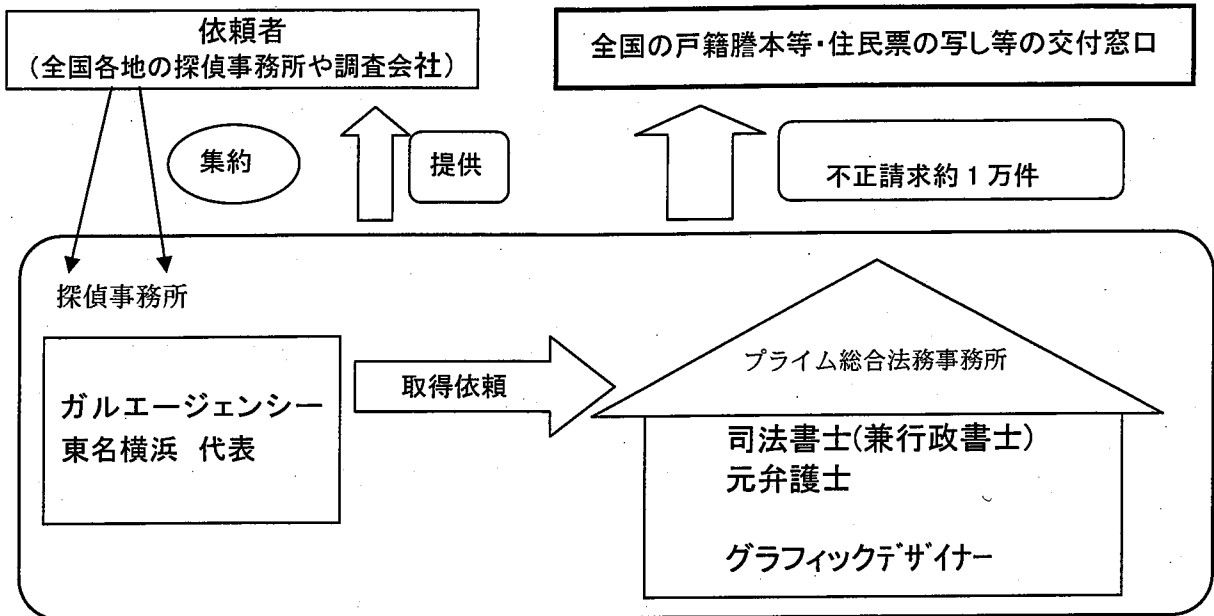 依頼者
(全国各地の探偵事務所や調査会社)
全国の戸籍謄本等・住民票の写し等の交付窓口
集約
提供
不正請求約１万件
探偵事務所
ガルエージェンシー
東名横浜 代表
取得依頼
プライム総合法務事務所
司法書士(兼行政書士)
元弁護士
グラフィックデザイナー